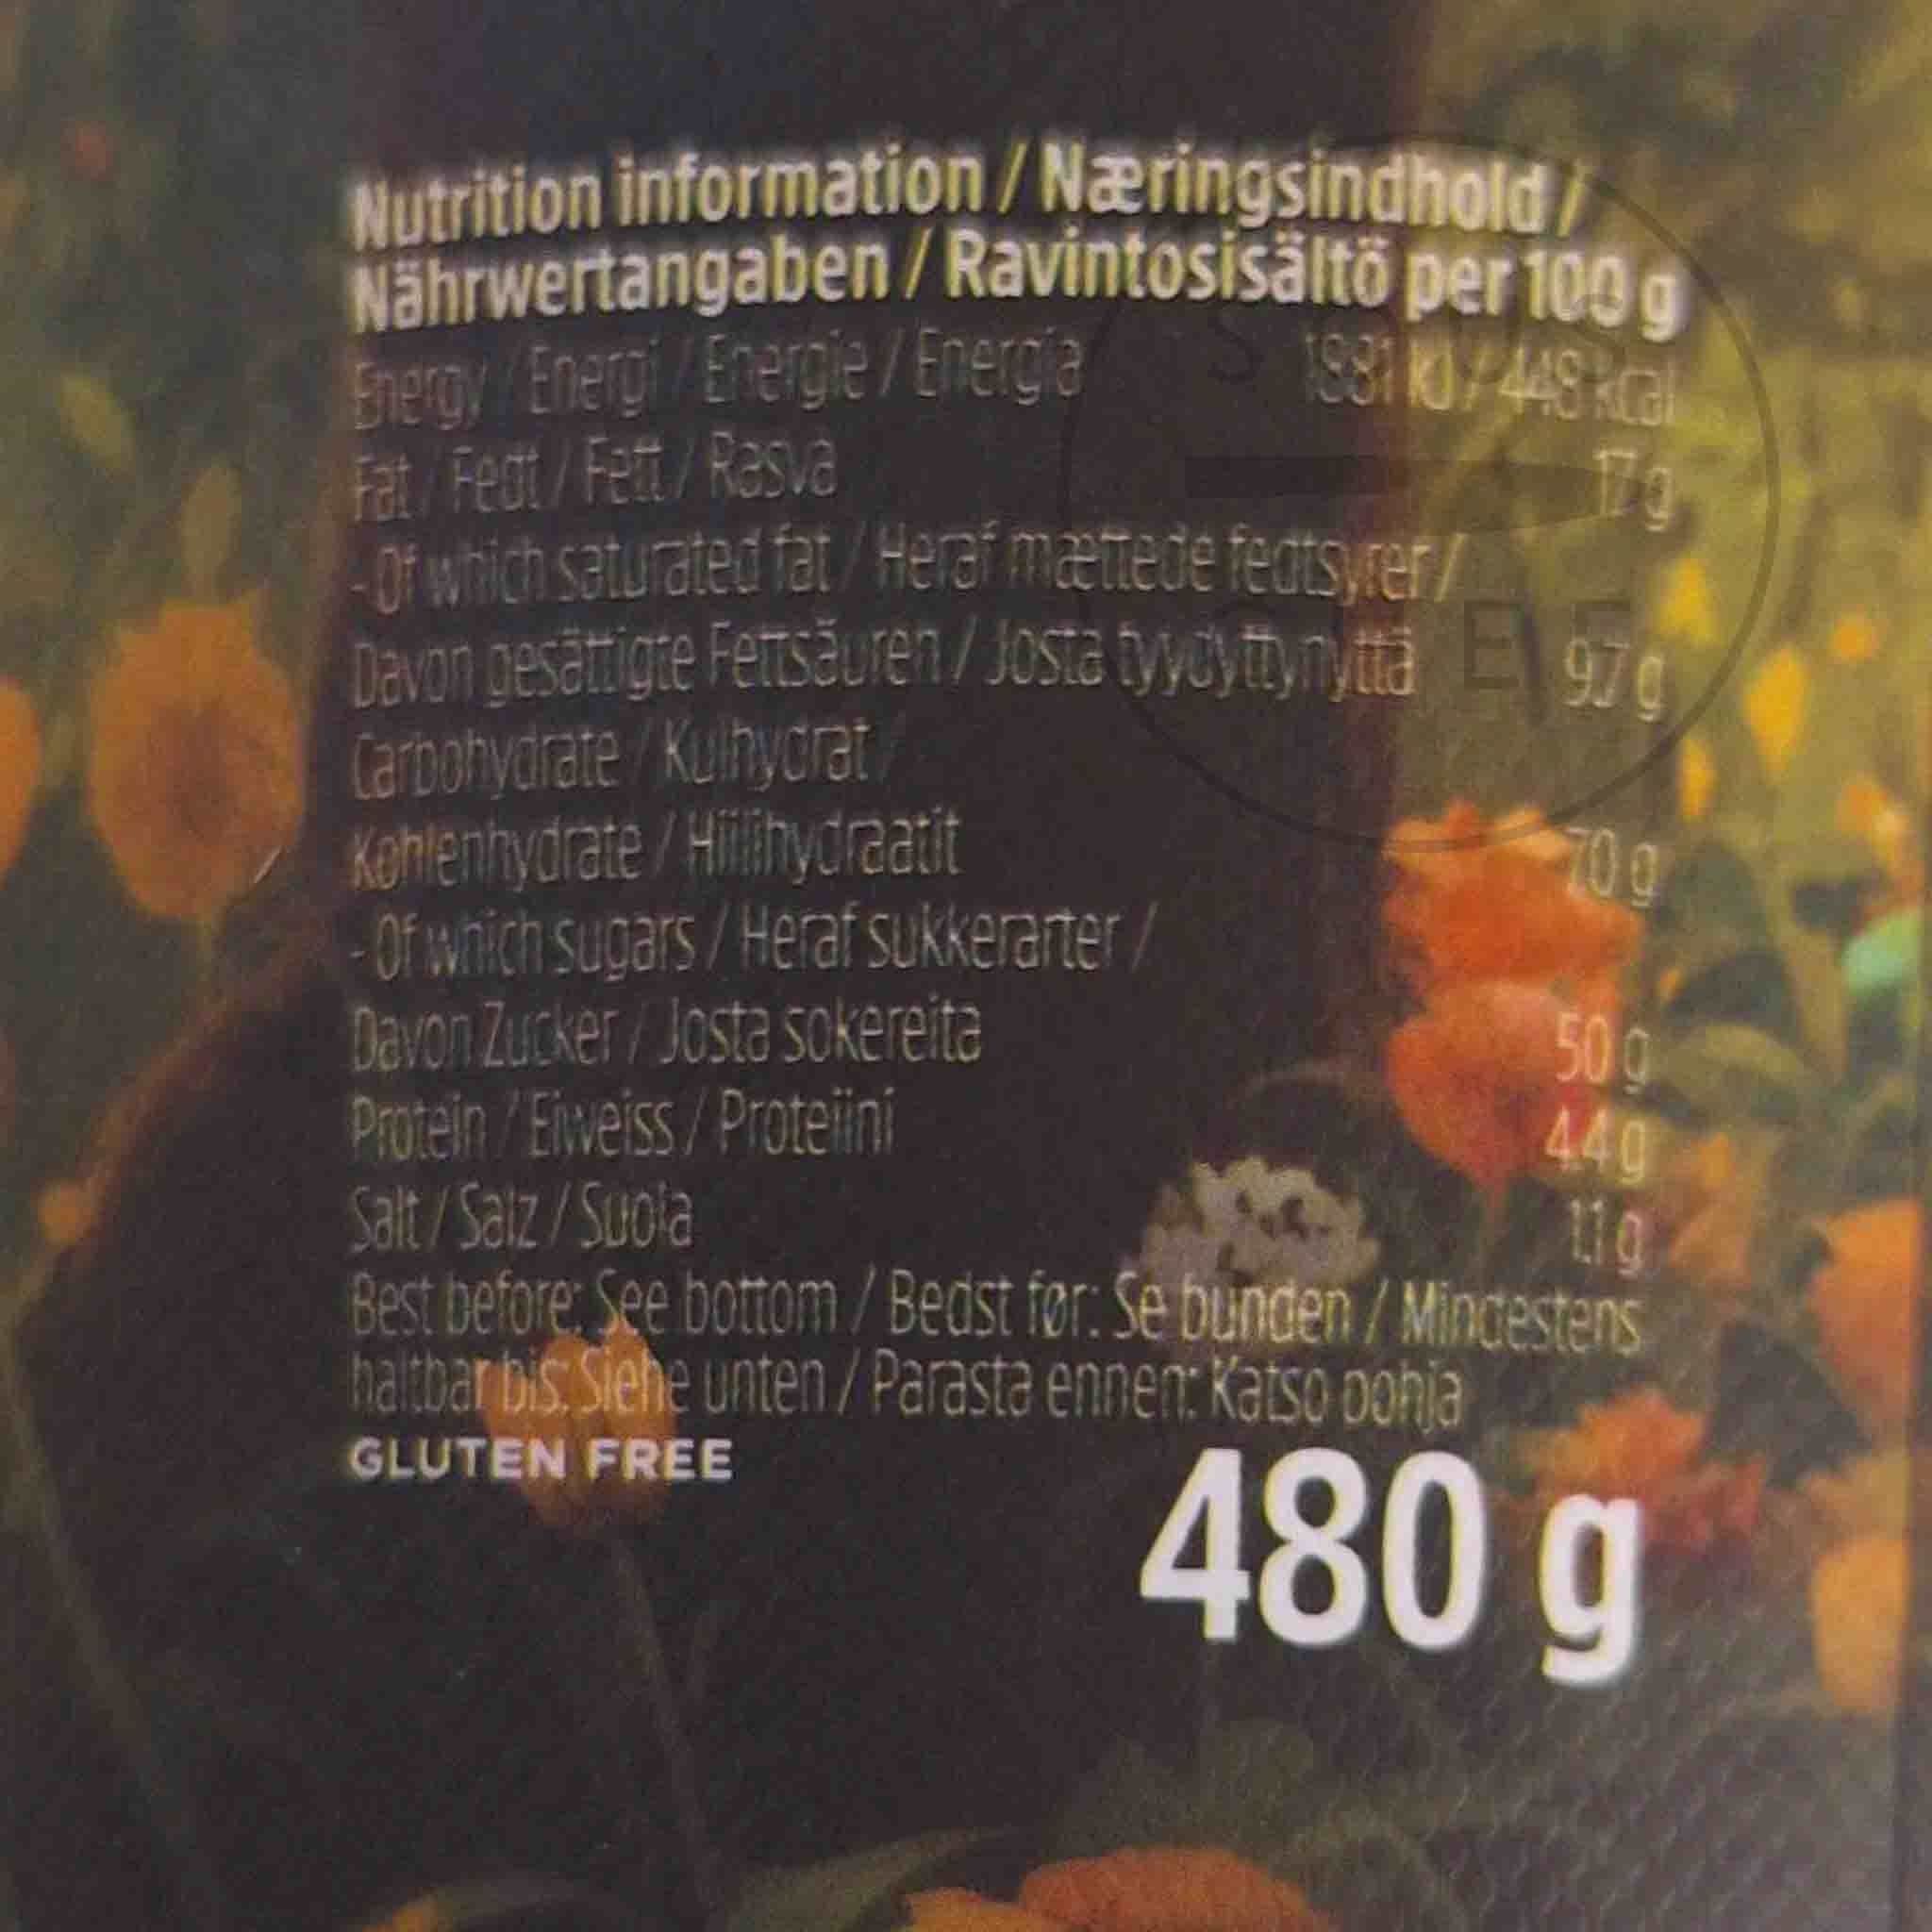 Nutrition information / Næringsindhold /
Nährwertangaben / Ravintosisältö per 100 g
Energy / Energi / Energie / Energia kJ / 448 kcal
Fat / Fedt / Fett / Rasva 17 g
- Of which saturated fat / Heraf mættede fedtsyrer /
Davon gesättigte Fettsäuren / Josta tyydyttynyttä 9.7 g
Carbohydrate / Kulhydrat /
Kohlenhydrate / Hiilihydraatit 70 g
- Of which sugars / Heraf sukkerarter /
Davon Zucker / Josta sokereita 50 g
Protein / Eiweiss / Proteiini 4.4 g
Salt / Salz / Suola 1.1 g
Best before: See bottom / Bedst før: Se bunden / Mindestens
haltbar bis: Siehe unten / Parasta ennen: Katso pohja
GLUTEN FREE
480 g